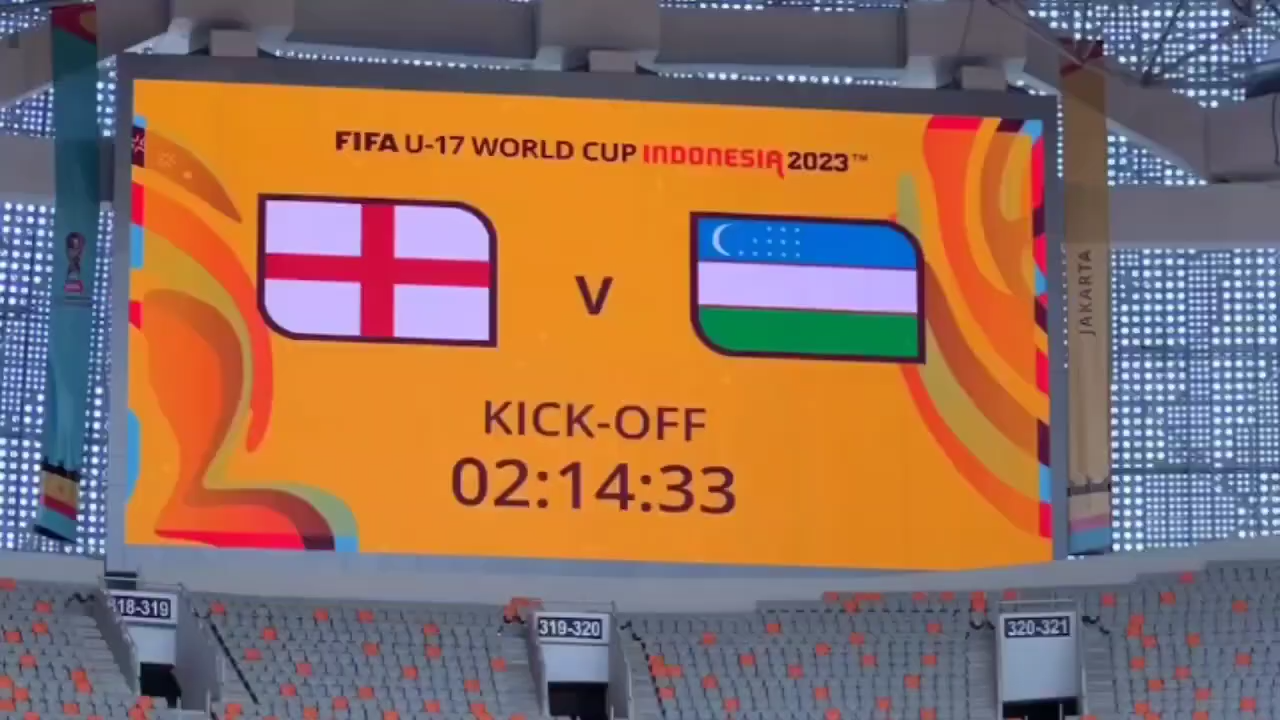 FIFA U-17 WORLD CUP INDONESIA 2023™
V
KICK-OFF
02:14:33
JAKARTA
318-319
319-320
320-321